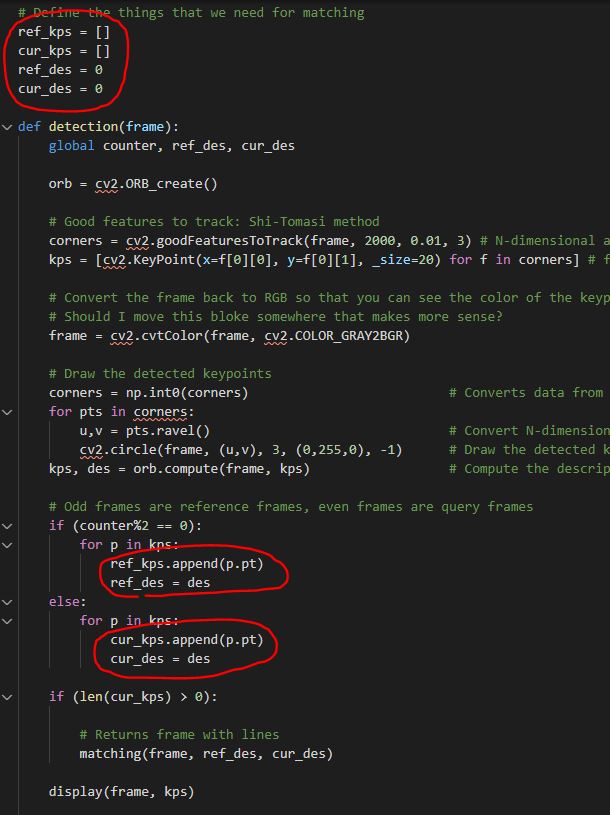 # Define the things that we need for matching
ref_kps = []
cur_kps = []
ref_des = 0
cur_des = 0
def detection(frame):
global counter, ref_des, cur_des
orb = cv2.ORB_create()
# Good features to track: Shi-Tomasi method
corners = cv2.goodFeaturesToTrack(frame, 2000, 0.01, 3) # N-dimensional a
kps = [cv2.KeyPoint(x=f[0][0], y=f[0][1], _size=20) for f in corners] # f
# Convert the frame back to RGB so that you can see the color of the keyp
# Should I move this bloke somewhere that makes more sense?
frame = cv2.cvtColor(frame, cv2.COLOR_GRAY2BGR)
# Draw the detected keypoints
corners = np.int0(corners) # Converts data from
for pts in corners:
u,v = pts.ravel() # Convert N-dimension
cv2.circle(frame, (u,v), 3, (0,255,0), -1) # Draw the detected k
kps, des = orb.compute(frame, kps) # Compute the descrip
# Odd frames are reference frames, even frames are query frames
if (counter%2 == 0):
for p in kps:
ref_kps.append(p.pt)
ref_des = des
else:
for p in kps:
cur_kps.append(p.pt)
cur_des = des
if (len(cur_kps) > 0):
# Returns frame with lines
matching(frame, ref_des, cur_des)
display(frame, kps)